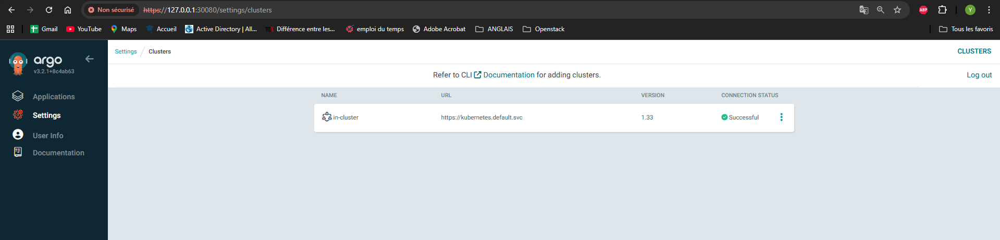 Non sécurisé https://127.0.0.1:30080/settings/clusters ABP Y
Gmail YouTube Maps Accueil Active Directory | All... Différence entre les... emploi du temps Adobe Acrobat ANGLAIS Openstack Tous les favoris
argo
v3.2.1+8c4ab63
Applications
Settings
User Info
Documentation
Settings / Clusters CLUSTERS
Refer to CLI Documentation for adding clusters. Log out
NAME URL VERSION CONNECTION STATUS
in-cluster https://kubernetes.default.svc 1.33 Successful